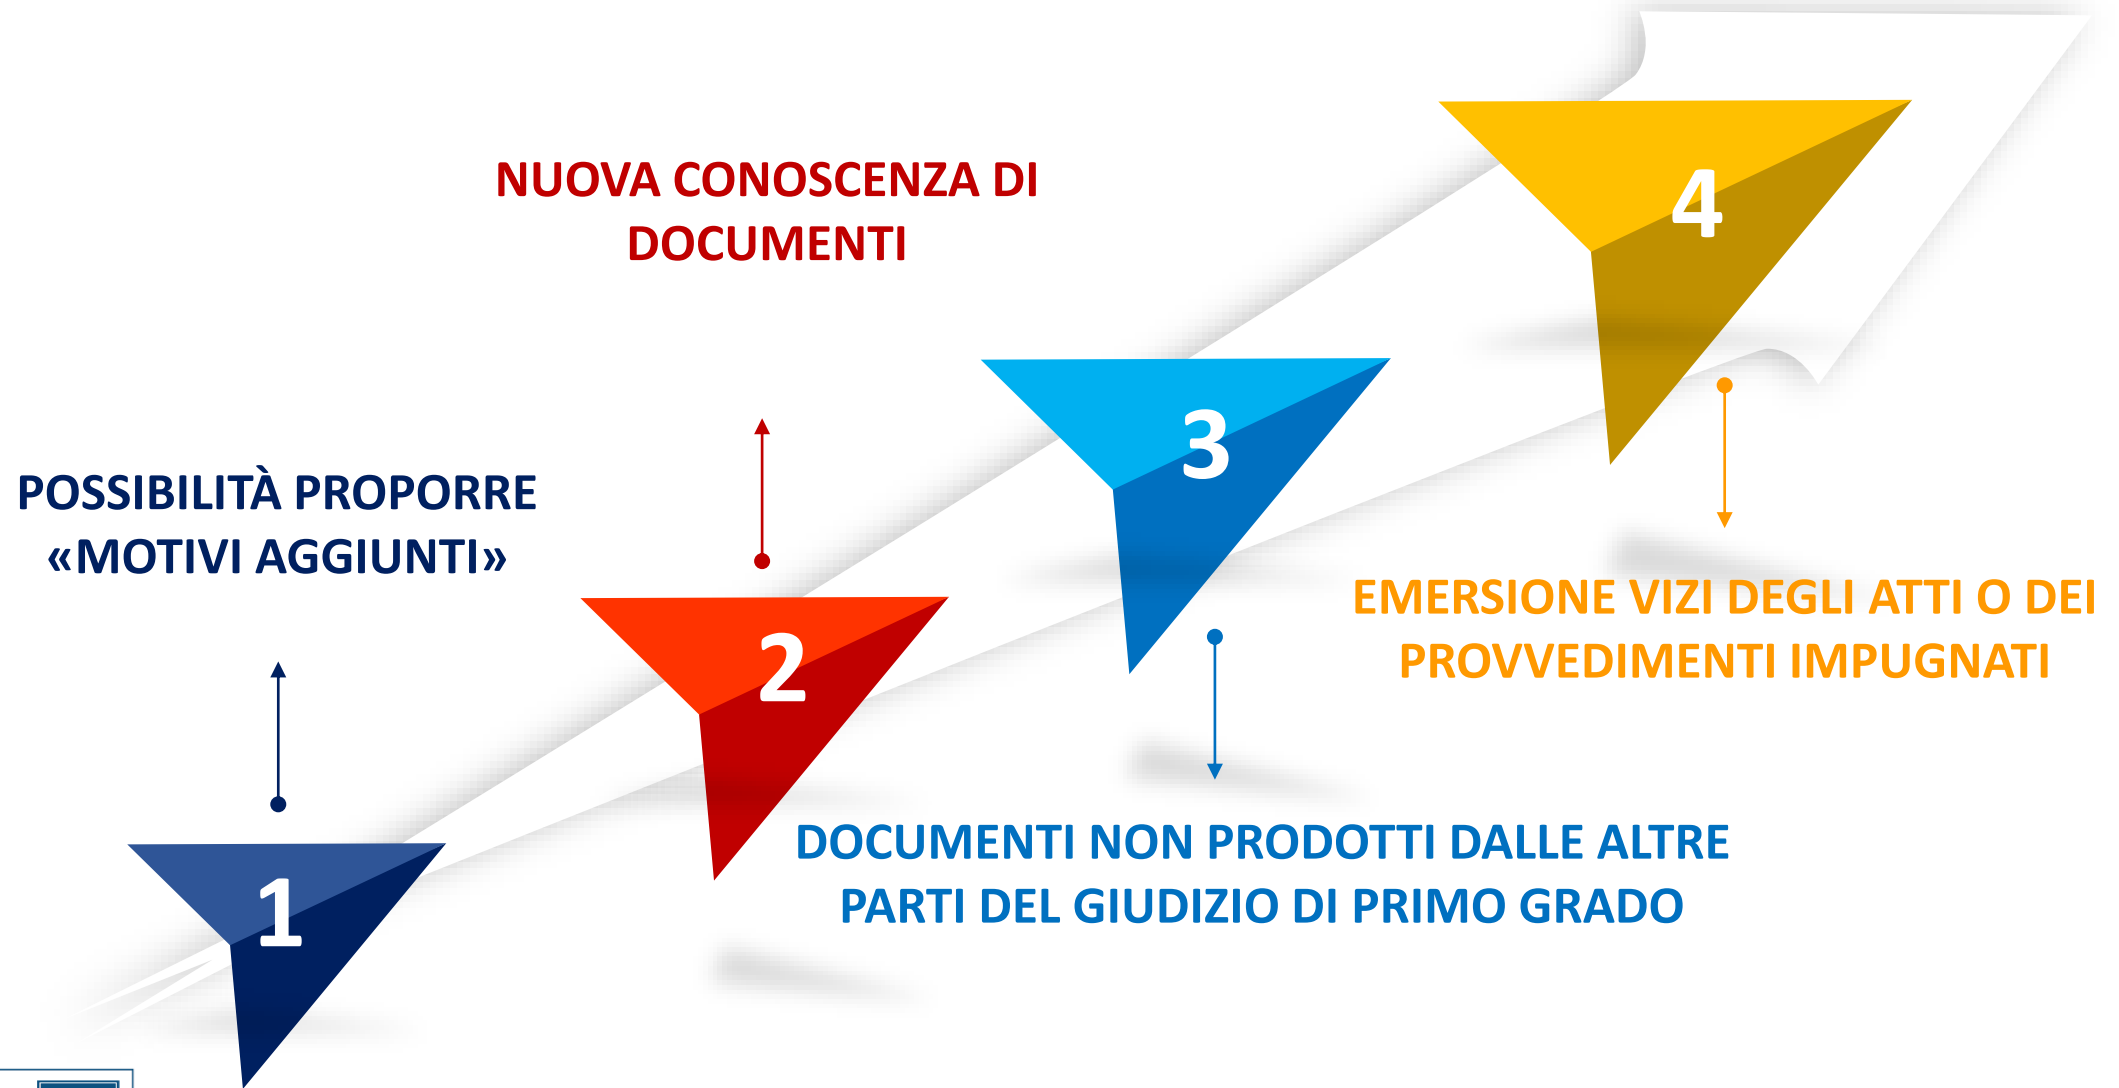 1
POSSIBILITÀ PROPORRE
«MOTIVI AGGIUNTI»
2
NUOVA CONOSCENZA DI
DOCUMENTI
3
DOCUMENTI NON PRODOTTI DALLE ALTRE
PARTI DEL GIUDIZIO DI PRIMO GRADO
4
EMERSIONE VIZI DEGLI ATTI O DEI
PROVVEDIMENTI IMPUGNATI